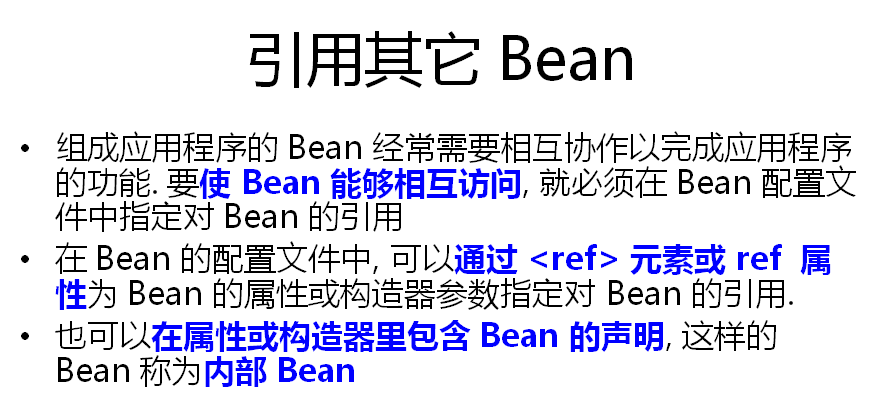 引用其它 Bean
• 组成应用程序的 Bean 经常需要相互协作以完成应用程序
的功能. 要使 Bean 能够相互访问, 就必须在 Bean 配置文
件中指定对 Bean 的引用
• 在 Bean 的配置文件中, 可以通过 <ref> 元素或 ref 属
性为 Bean 的属性或构造器参数指定对 Bean 的引用.
• 也可以在属性或构造器里包含 Bean 的声明, 这样的
Bean 称为内部 Bean